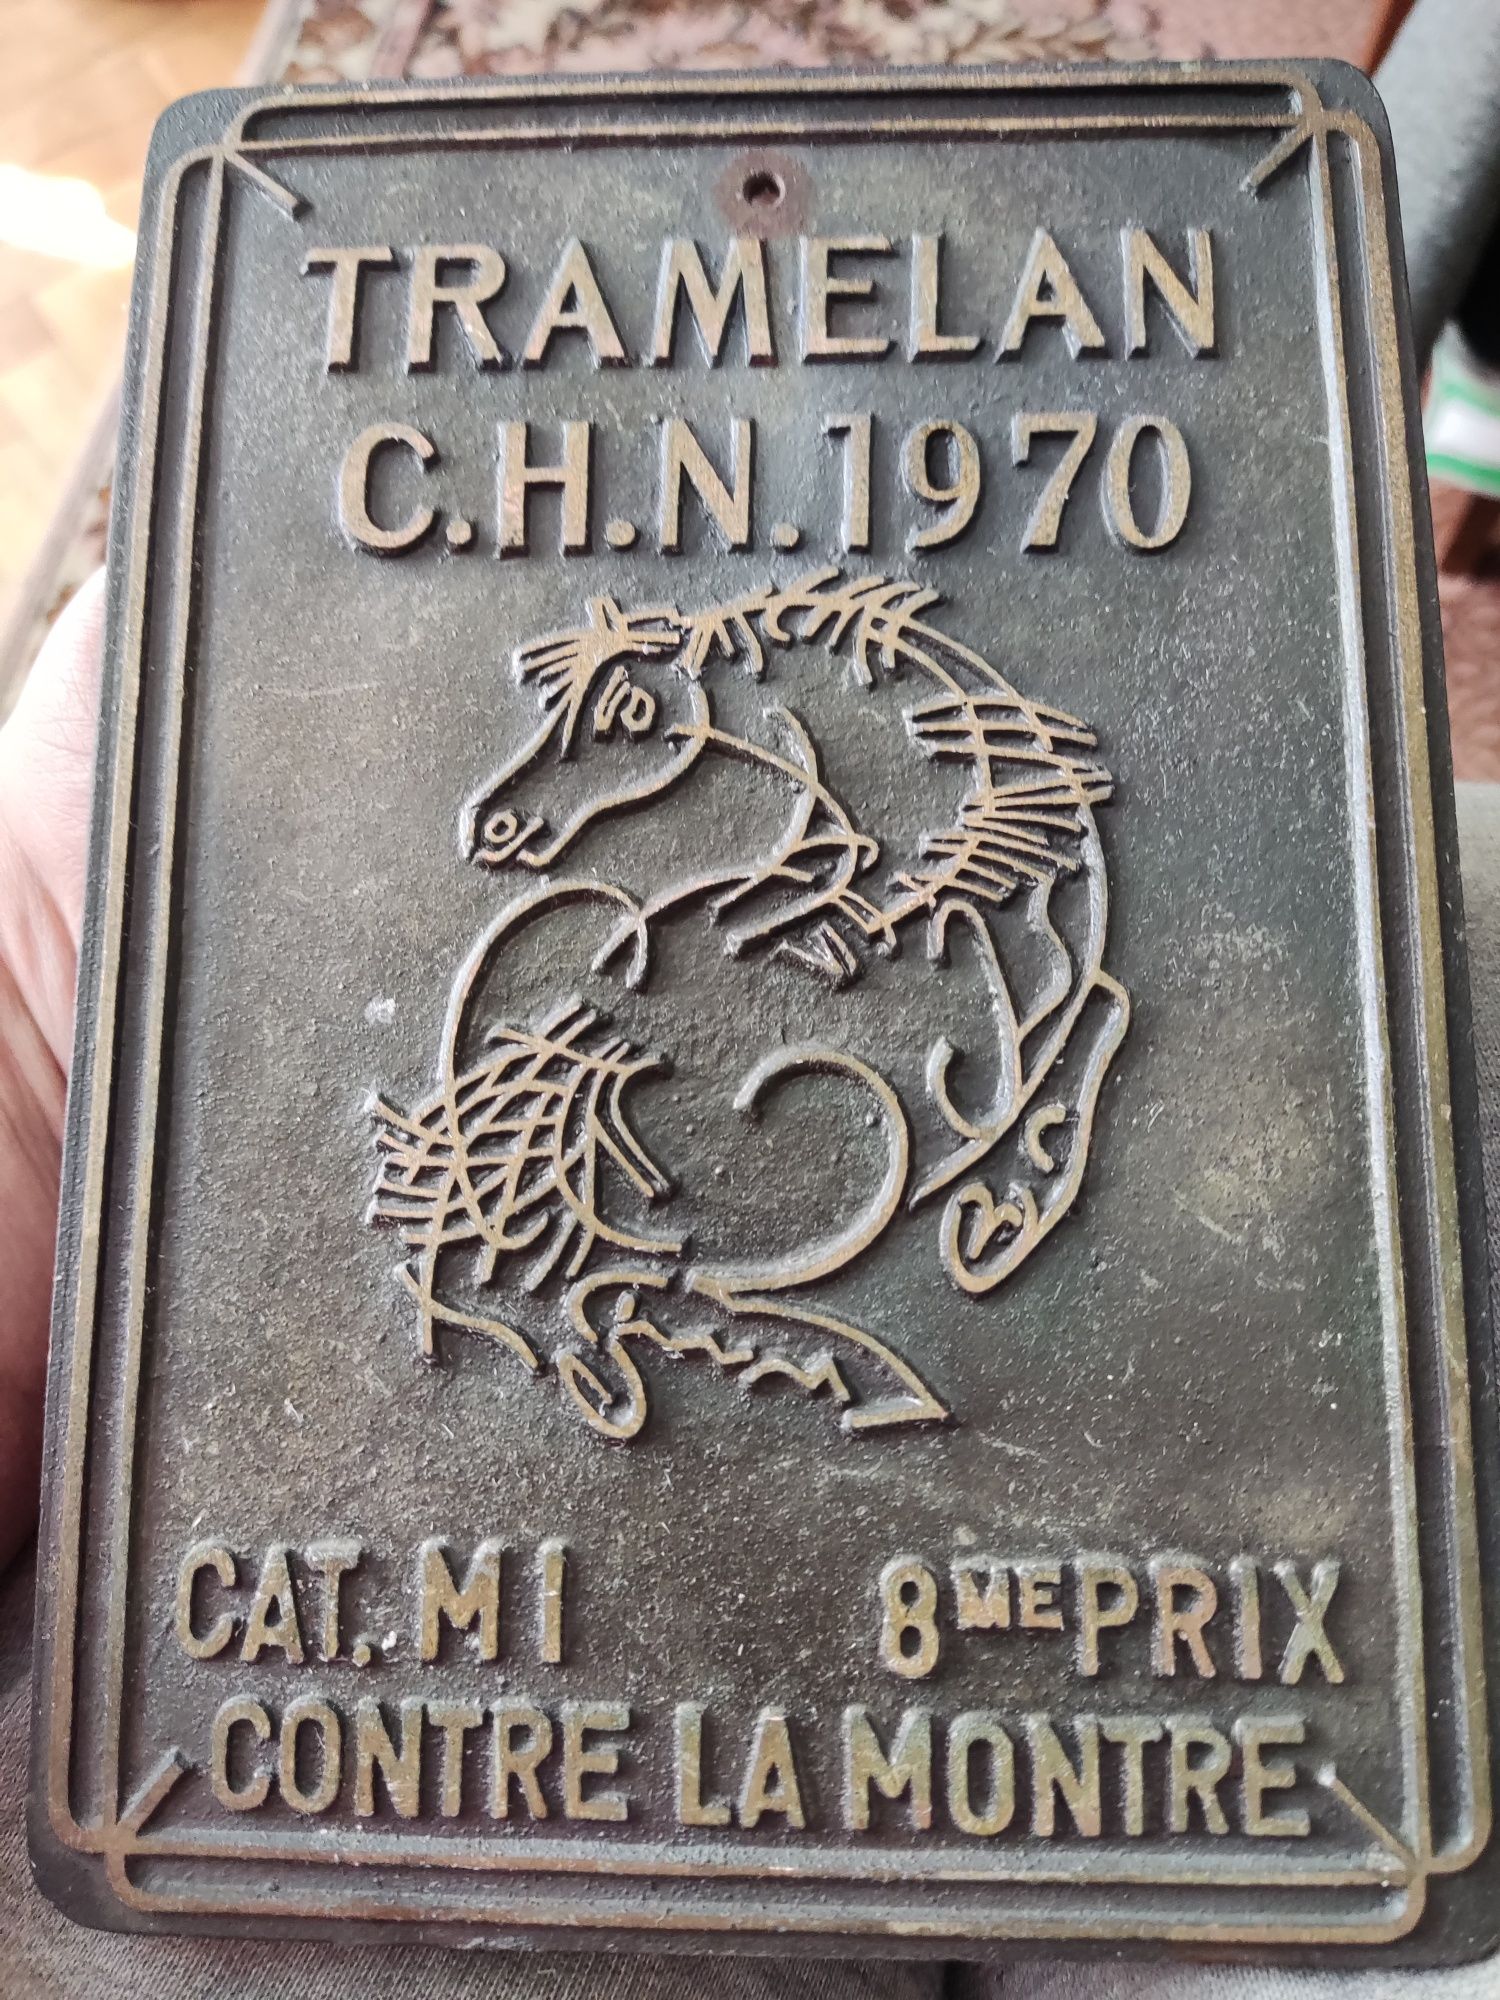 TRAMELAN
C.H.N. 1970
CAT. M I 8ME PRIX
CONTRE LA MONTRE